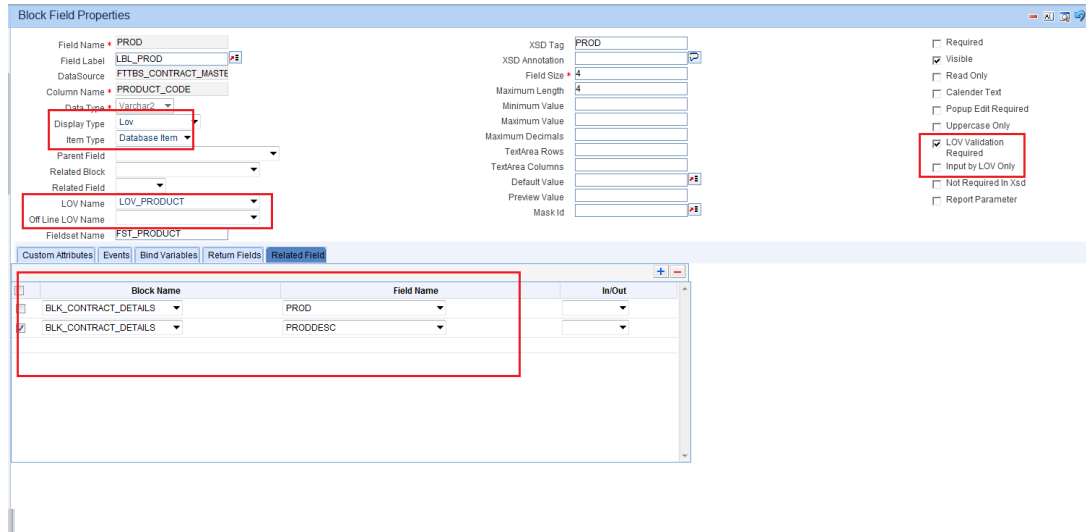 Block Field Properties
Field Name * PROD
Field Label LBL_PROD
DataSource FTTBS_CONTRACT_MASTE
Column Name * PRODUCT_CODE
Data Type * Varchar2
Display Type Lov
Item Type Database Item
Parent Field
Related Block
Related Field
LOV Name LOV_PRODUCT
Off Line LOV Name
Fieldset Name FST_PRODUCT
XSD Tag PROD
XSD Annotation
Field Size * 4
Maximum Length 4
Minimum Value
Maximum Value
Maximum Decimals
TextArea Rows
TextArea Columns
Default Value
Preview Value
Mask Id
Required
Visible
Read Only
Calender Text
Popup Edit Required
Uppercase Only
LOV Validation
Required
Input by LOV Only
Not Required In Xsd
Report Parameter
Custom Attributes Events Bind Variables Return Fields Related Field
Block Name Field Name In/Out
BLK_CONTRACT_DETAILS PROD
BLK_CONTRACT_DETAILS PRODDESC